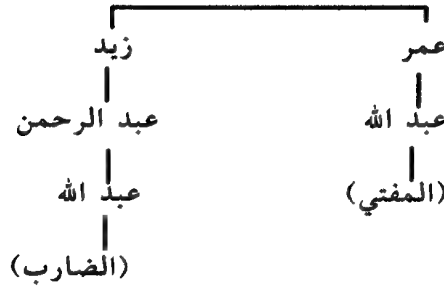 عمر زيد
عبد الله عبد الرحمن
(المفتي) عبد الله
(الضارب)